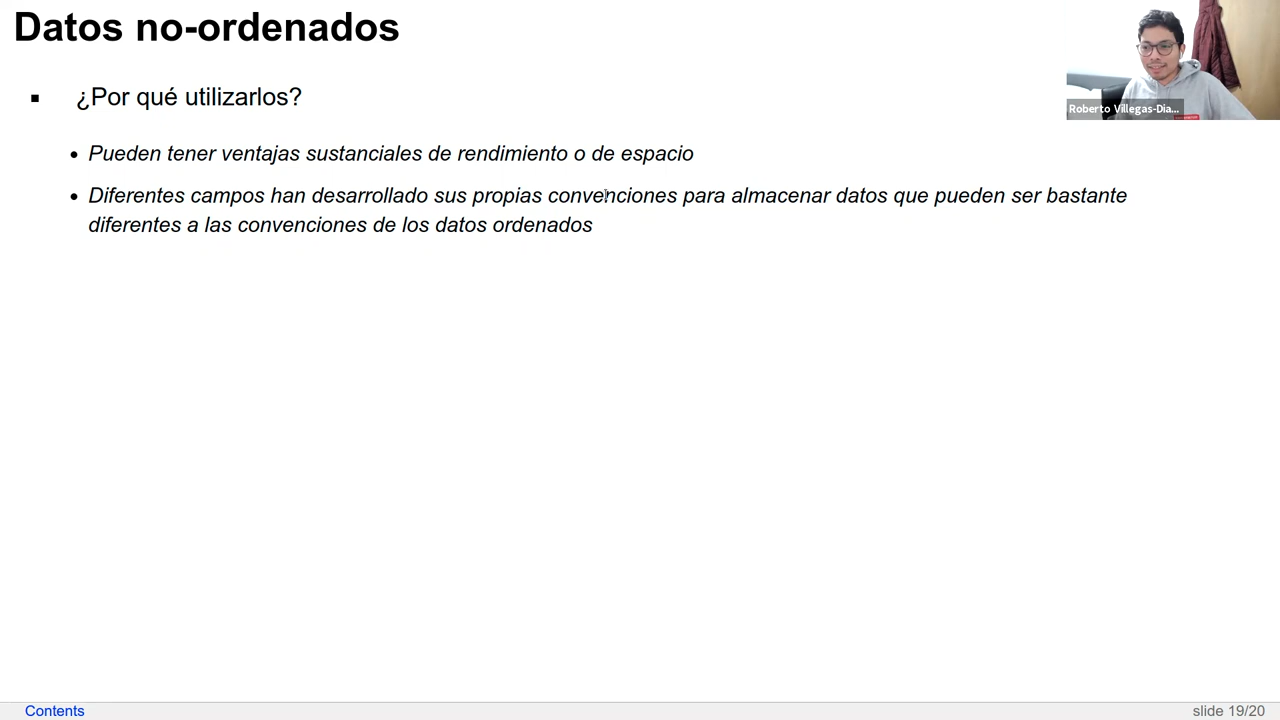 Datos no-ordenados
¿Por qué utilizarlos?
Pueden tener ventajas sustanciales de rendimiento o de espacio
Diferentes campos han desarrollado sus propias convenciones para almacenar datos que pueden ser bastante
diferentes a las convenciones de los datos ordenados
Roberto Villegas-Dia...
Contents
slide 19/20